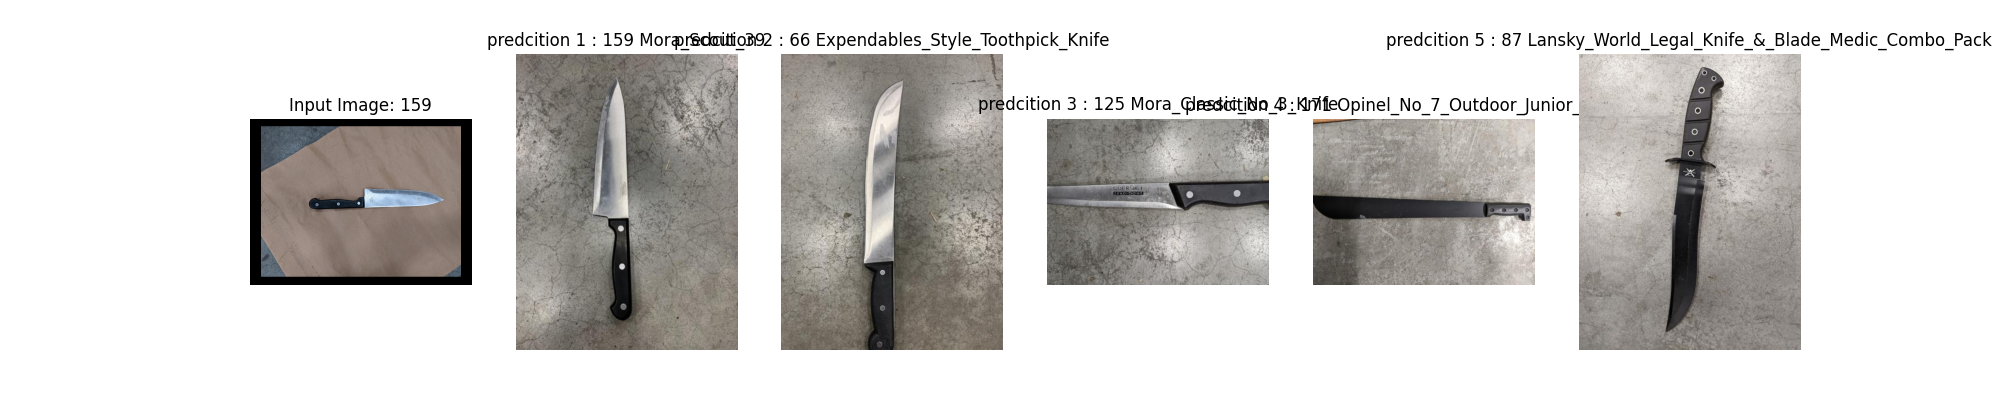 Input Image: 159
predcition 1 : 159 Mora_Scout_39
predcition 2 : 66 Expendables_Style_Toothpick_Knife
predcition 3 : 125 Mora_Classic_No_3_Knife
predcition 4 : 171 Opinel_No_7_Outdoor_Junior_
predcition 5 : 87 Lansky_World_Legal_Knife_&_Blade_Medic_Combo_Pack